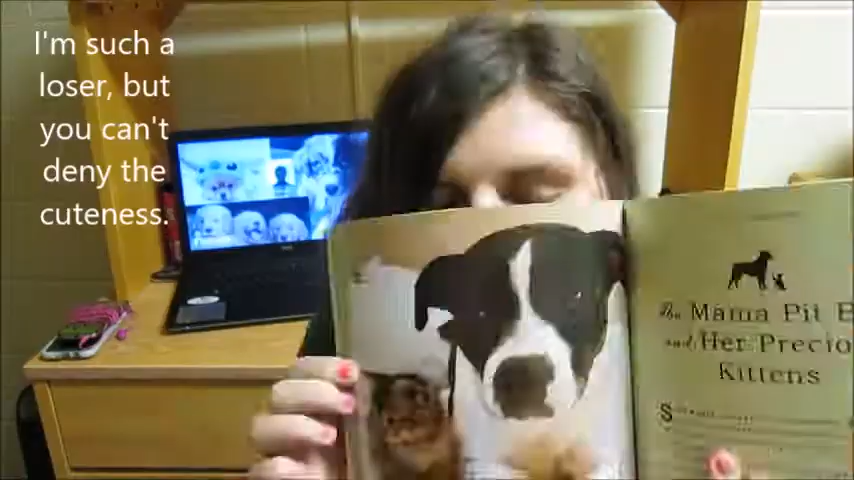 I'm such a
loser, but
you can't
deny the
cuteness.
The Mama Pit B
and Her Precio
Kittens